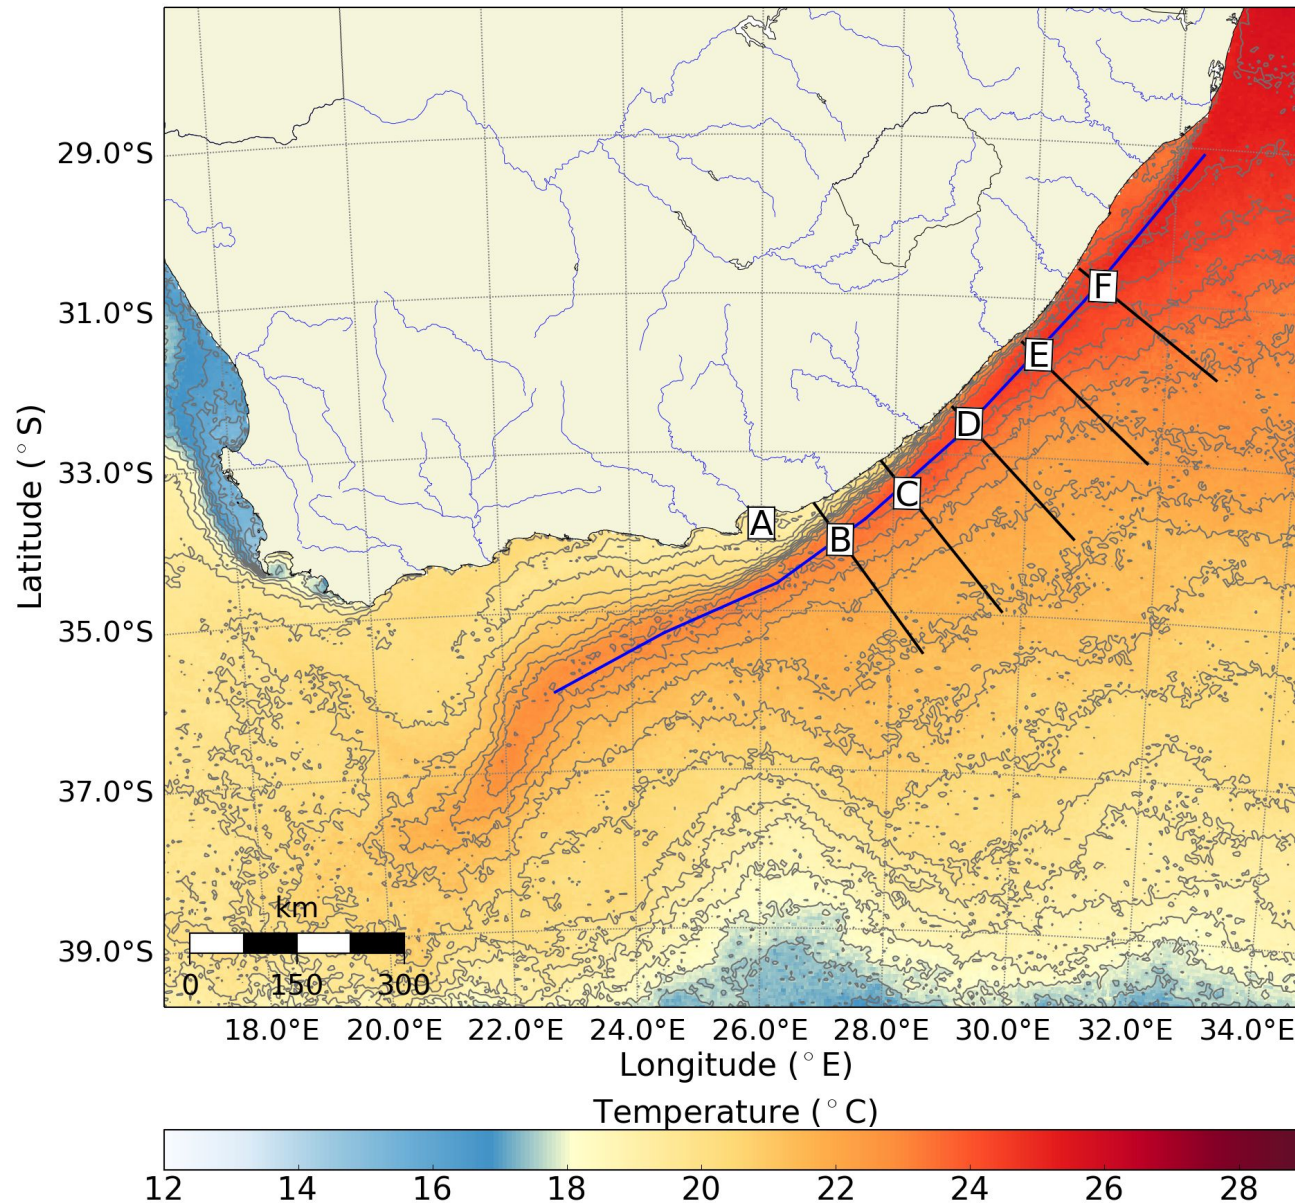 29.0°S
31.0°S
33.0°S
35.0°S
37.0°S
39.0°S
Latitude (°S)
F
E
D
C
A
B
km
0 150 300
18.0°E 20.0°E 22.0°E 24.0°E 26.0°E 28.0°E 30.0°E 32.0°E 34.0°E
Longitude (°E)
Temperature (°C)
12 14 16 18 20 22 24 26 28